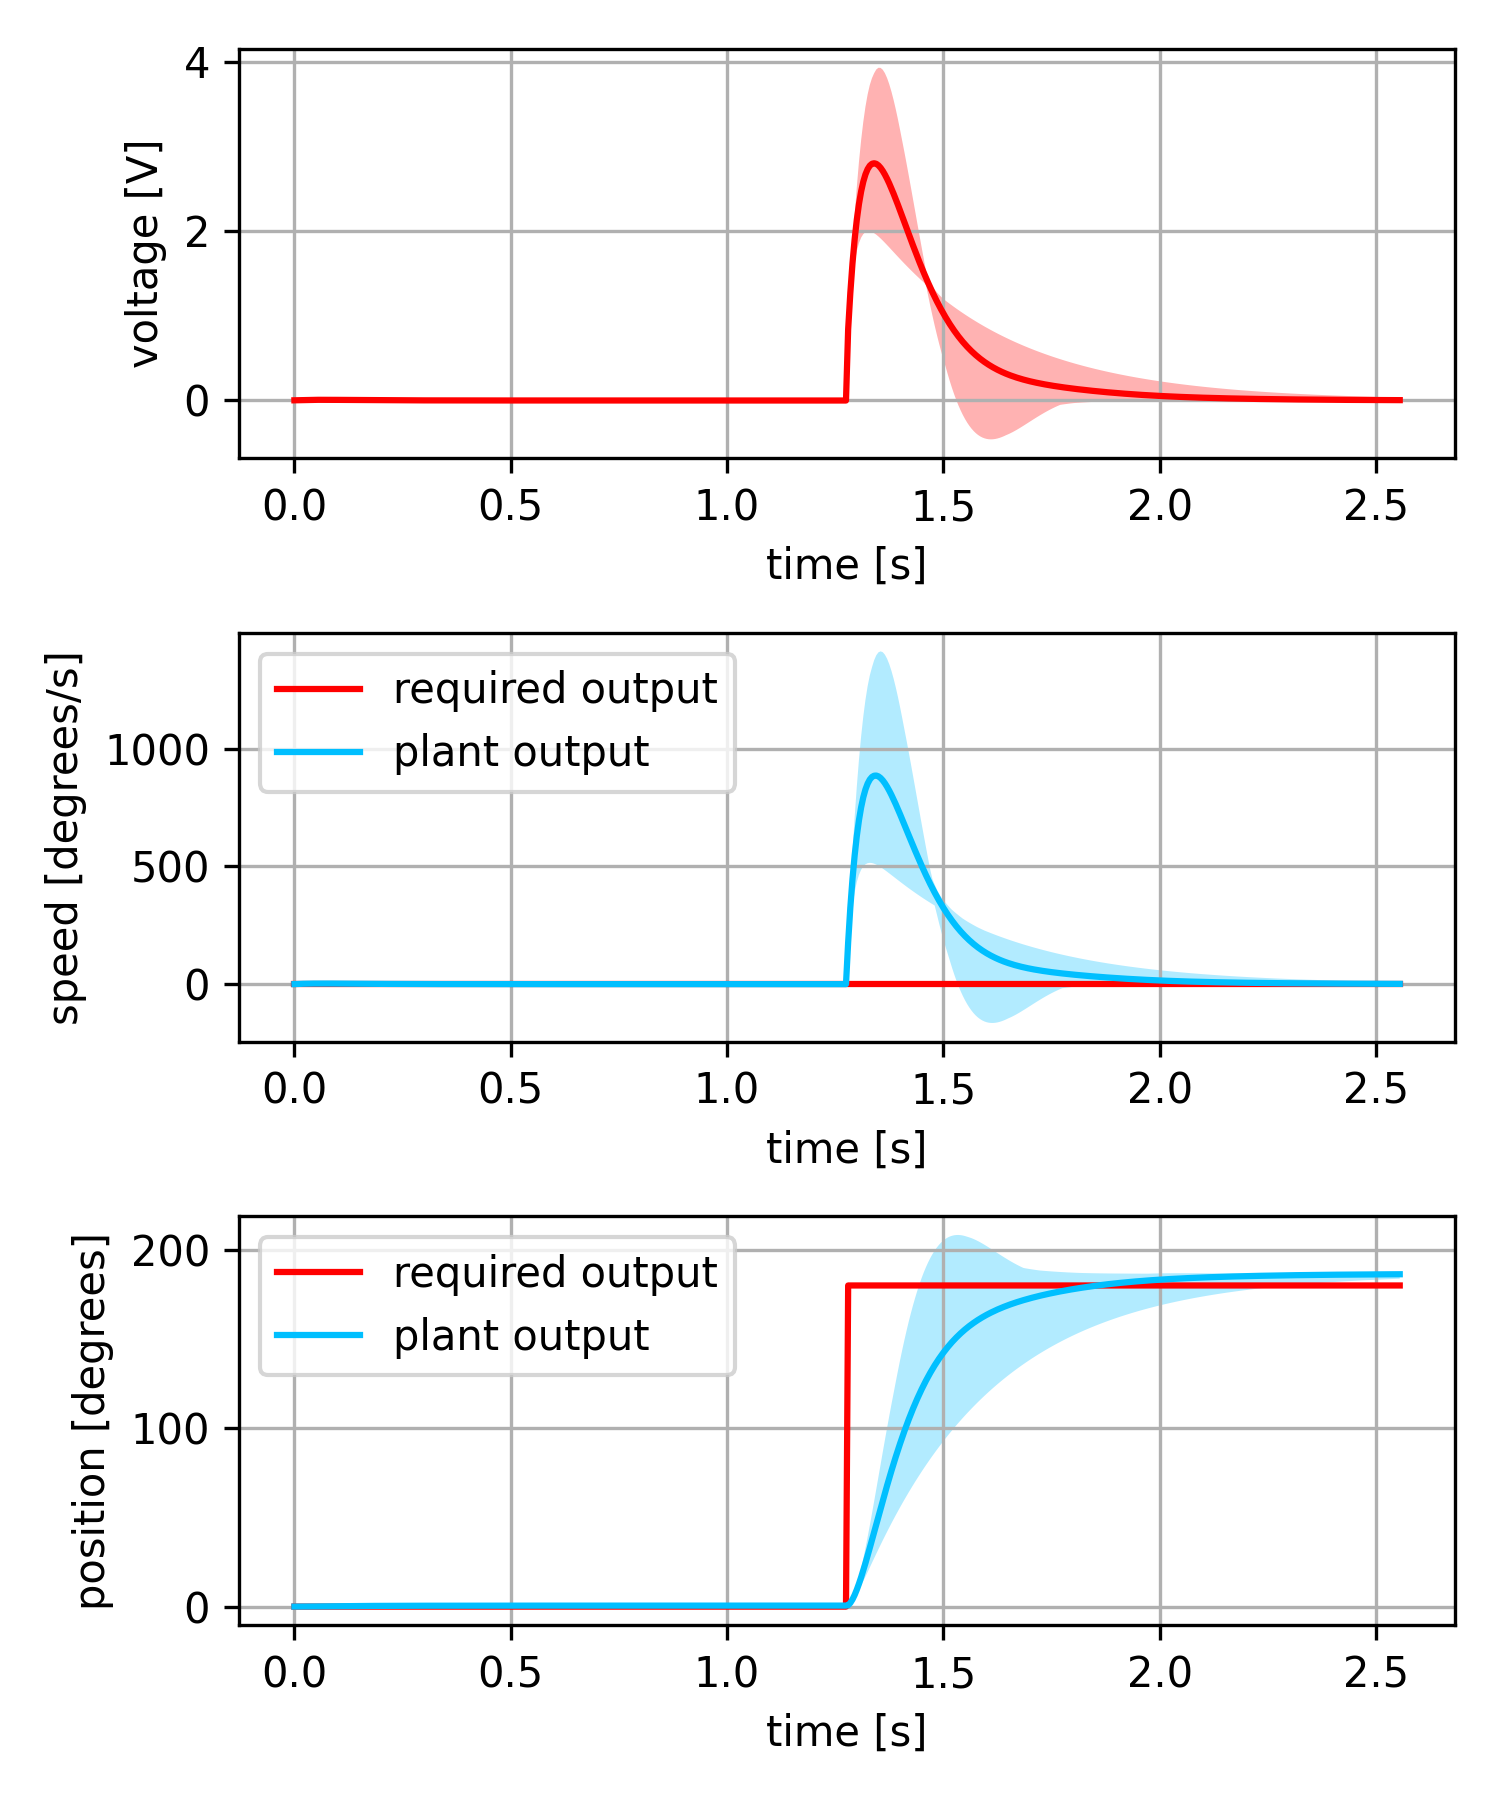 4
2
0
voltage [V]
0.0 0.5 1.0 1.5 2.0 2.5
time [s]
required output
plant output
1000
500
0
speed [degrees/s]
0.0 0.5 1.0 1.5 2.0 2.5
time [s]
required output
plant output
200
100
0
position [degrees]
0.0 0.5 1.0 1.5 2.0 2.5
time [s]